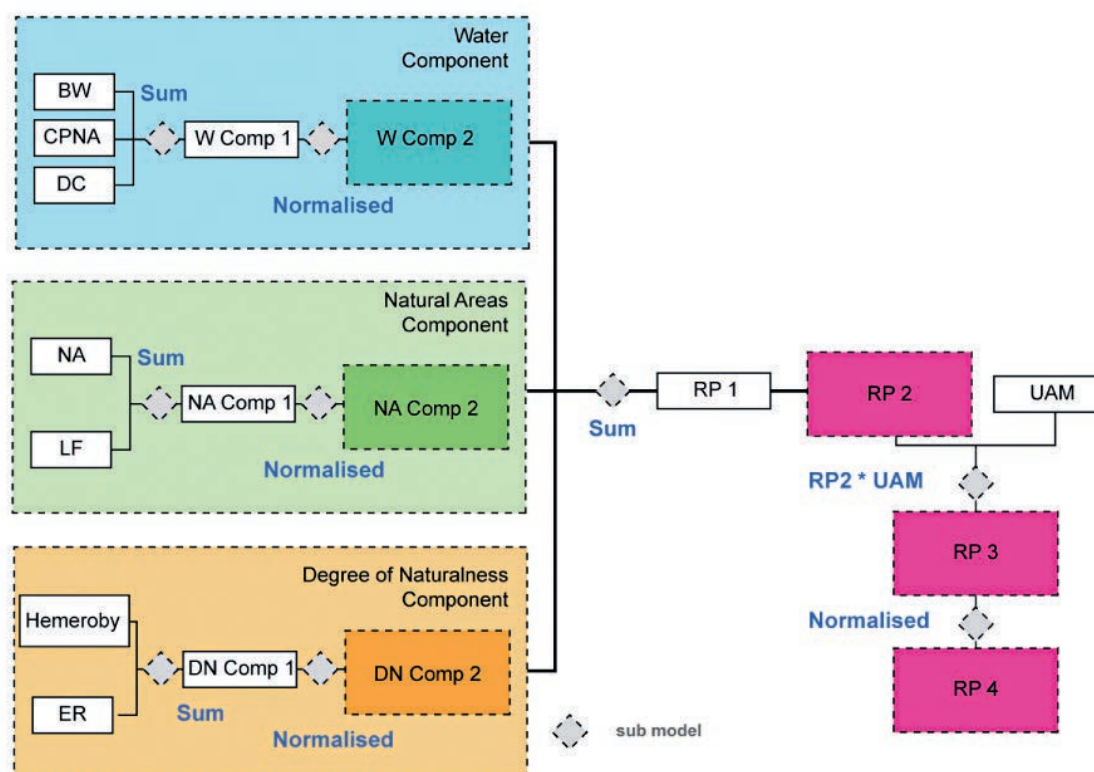 Water
Component
BW
Sum
CPNA
W Comp 1
W Comp 2
DC
Normalised
Natural Areas
Component
NA
Sum
NA Comp 1
NA Comp 2
LF
Normalised
Degree of Naturalness
Component
Hemeroby
DN Comp 1
DN Comp 2
ER
Sum
Normalised
sub model
Sum
RP 1
RP 2
UAM
RP2 * UAM
RP 3
Normalised
RP 4